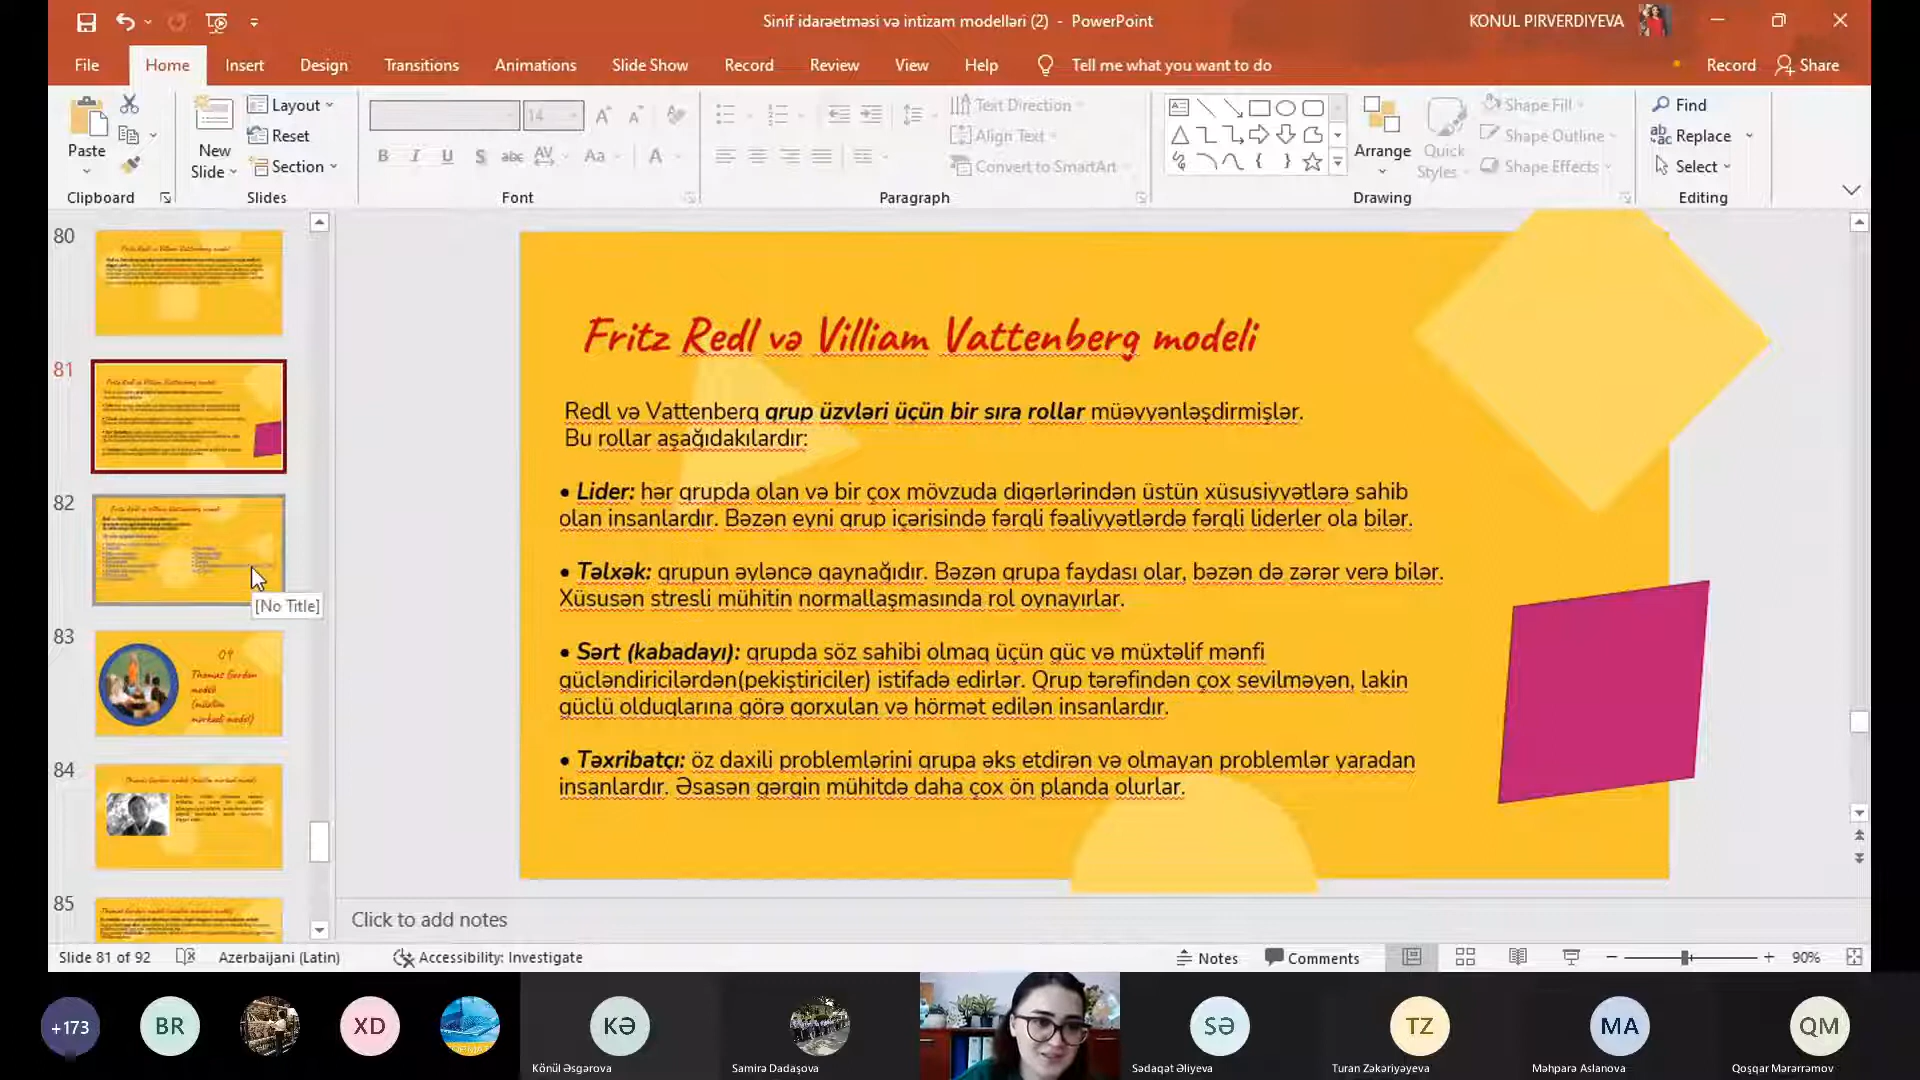 Sinif idarəetməsi və intizam modelləri (2) - PowerPoint
KONUL PIRVERDIYEVA
File Home Insert Design Transitions Animations Slide Show Record Review View Help Tell me what you want to do Record Share
Paste
Clipboard
New Slide
Layout
Reset
Section
Slides
14
Font
Text Direction
Align Text
Convert to SmartArt
Paragraph
Arrange
Quick Styles
Shape Fill
Shape Outline
Shape Effects
Drawing
Find
Replace
Select
Editing
80
81
82
[No Title]
83
04
Thomas Gordon
modeli
(müəllim
mərkəzli model)
84
85
Fritz Redl və Villiam Vattenberg modeli
Redl və Vattenberg qrup üzvləri üçün bir sıra rollar müəyyənləşdirmişlər.
Bu rollar aşağıdakılardır:
• Lider: hər qrupda olan və bir çox mövzuda digərlərindən üstün xüsusiyyətlərə sahib
olan insanlardır. Bəzən eyni qrup içərisində fərqli fəaliyyətlərdə fərqli liderler ola bilər.
• Təlxək: qrupun əyləncə qaynağıdır. Bəzən qrupa faydası olar, bəzən də zərər verə bilər.
Xüsusən stresli mühitin normallaşmasında rol oynayırlar.
• Sərt (kabadayı): qrupda söz sahibi olmaq üçün güc və müxtəlif mənfi
gücləndiricilərdən(pekiştiriciler) istifadə edirlər. Qrup tərəfindən çox sevilməyən, lakin
güclü olduqlarına görə qorxulan və hörmət edilən insanlardır.
• Təxribatçı: öz daxili problemlərini qrupa əks etdirən və olmayan problemlər yaradan
insanlardır. Əsasən gərgin mühitdə daha çox ön planda olurlar.
Click to add notes
Slide 81 of 92 Azerbaijani (Latin) Accessibility: Investigate Notes Comments 90%
+173 BR XD KƏ SƏ TZ MA QM
Könül Əsgərova Samirə Dadaşova Sədaqət Əliyeva Turan Zəkəriyəyeva Məhparə Aslanova Qoşqar Mərərrəmov